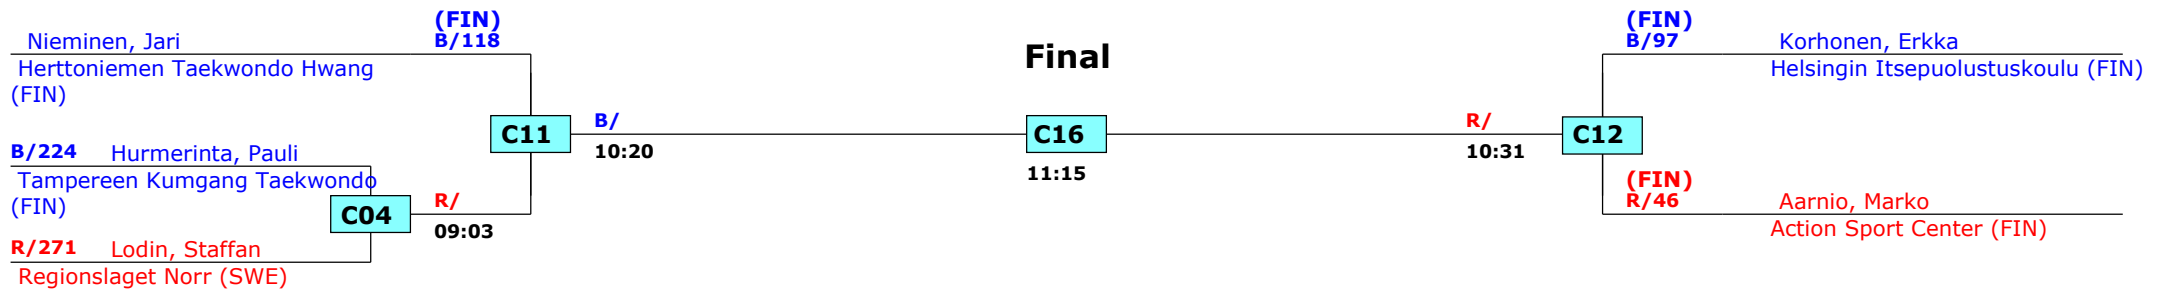 (FIN)
Nieminen, Jari B/118
Herttoniemen Taekwondo Hwang
(FIN)
C11
B/
10:20
B/224 Hurmerinta, Pauli
Tampereen Kumgang Taekwondo
(FIN)
C04
R/
09:03
R/271 Lodin, Staffan
Regionslaget Norr (SWE)
Final
C16
11:15
(FIN)
B/97 Korhonen, Erkka
Helsingin Itsepuolustuskoulu (FIN)
R/
10:31
C12
(FIN)
R/46 Aarnio, Marko
Action Sport Center (FIN)